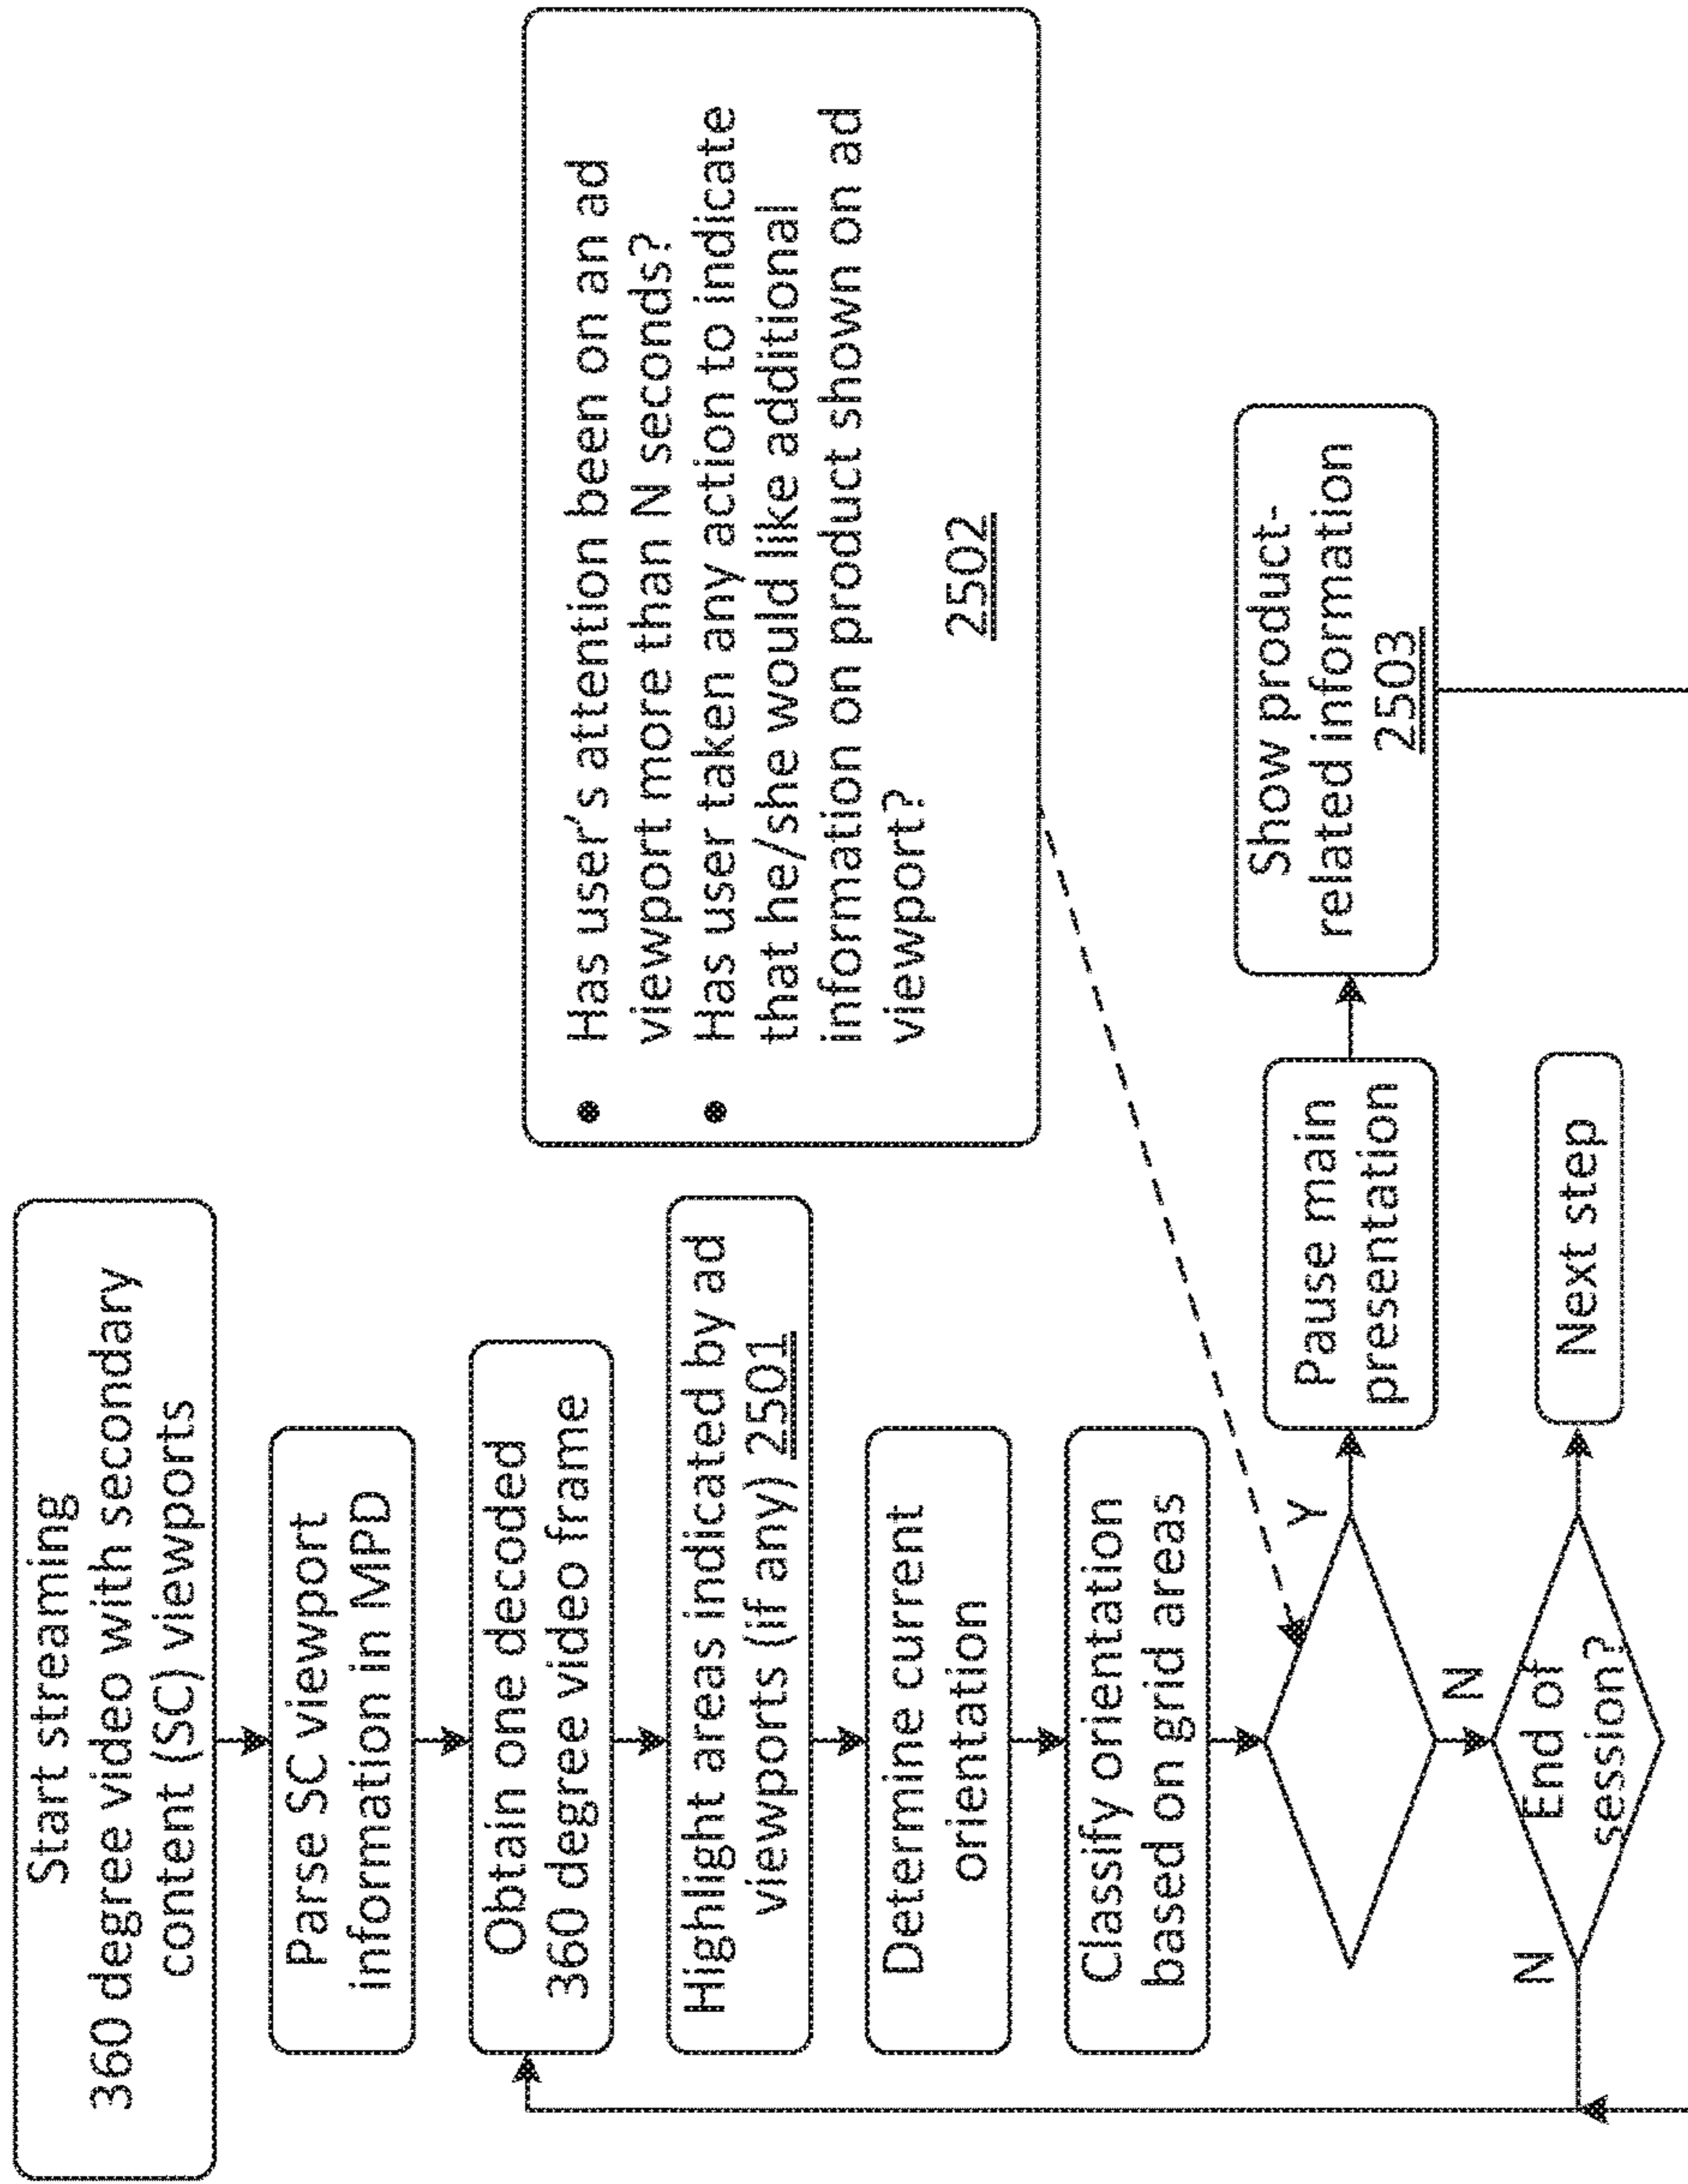 Start streaming
360 degree video with secondary
content (SC) viewports
Parse SC viewport
information in MPD
Obtain one decoded
360 degree video frame
Highlight areas indicated by ad
viewports (if any) 2501
Determine current
orientation
Classify orientation
based on grid areas
• Has user's attention been on an ad
viewport more than N seconds?
• Has user taken any action to indicate
that he/she would like additional
information on product shown on ad
viewport?
2502
Y
Pause main
presentation
Show product-
related information
2503
N
End of
session?
N
Next step